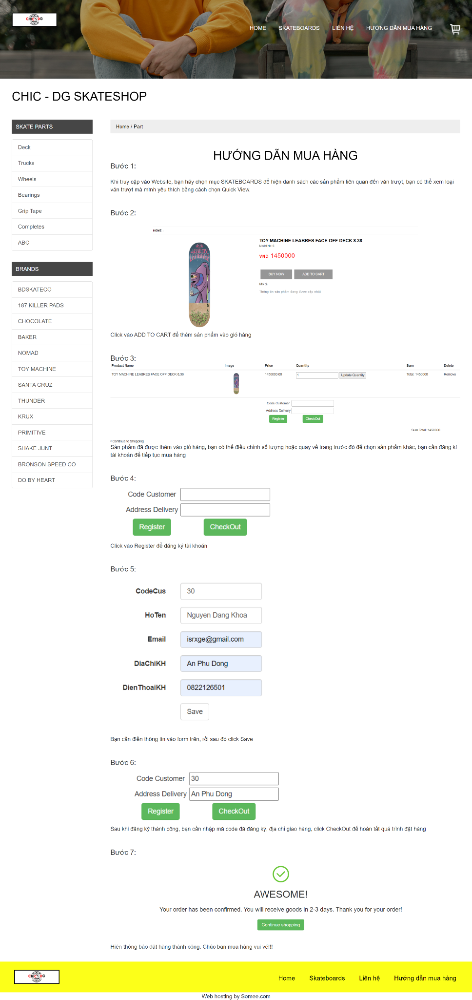 CHIC DG
HOME SKATEBOARDS LIÊN HỆ HƯỚNG DẪN MUA HÀNG
CHIC - DG SKATESHOP
SKATE PARTS
Deck
Trucks
Wheels
Bearings
Grip Tape
Completes
ABC
BRANDS
BDSKATECO
187 KILLER PADS
CHOCOLATE
BAKER
NOMAD
TOY MACHINE
SANTA CRUZ
THUNDER
KRUX
PRIMITIVE
SHAKE JUNT
BRONSON SPEED CO
DO BY HEART
Home / Part
HƯỚNG DẪN MUA HÀNG
Bước 1:
Khi truy cập vào Website, bạn hãy chọn mục SKATEBOARDS để hiện danh sách các sản phẩm liên quan đến ván trượt, bạn có thể xem loại
ván trượt mà mình yêu thích bằng cách chọn Quick View.
Bước 2:
HOME :
JEREMY
LEABRES
TOY MACHINE LEABRES FACE OFF DECK 8.38
Model No: 6
VND 1450000
BUY NOW ADD TO CART
Mô tả:
Thông tin sản phẩm đang được cập nhật
Click vào ADD TO CART để thêm sản phẩm vào giỏ hàng
Bước 3:
Product Name Image Price Quantity Sum Delete
TOY MACHINE LEABRES FACE OFF DECK 8.38 1450000.00 1 Update Quantity Total: 1450000 Remove
Code Customer
Address Delivery
Register CheckOut
Sum Total: 1450000
Continue to Shopping
Sản phẩm đã được thêm vào giỏ hàng, bạn có thể điều chỉnh số lượng hoặc quay về trang trước đó để chọn sản phẩm khác, bạn cần đăng kí
tài khoản để tiếp tục mua hàng
Bước 4:
Code Customer
Address Delivery
Register CheckOut
Click vào Register để đăng ký tài khoản
Bước 5:
CodeCus 30
HoTen Nguyen Dang Khoa
Email isrxge@gmail.com
DiaChiKH An Phu Dong
DienThoaiKH 0822126501
Save
Bạn cần điền thông tin vào form trên, rồi sau đó click Save
Bước 6:
Code Customer 30
Address Delivery An Phu Dong
Register CheckOut
Sau khi đăng ký thành công, bạn cần nhập mã code đã đăng ký, địa chỉ giao hàng, click CheckOut để hoàn tất quá trình đặt hàng
Bước 7:
AWESOME!
Your order has been confirmed. You will receive goods in 2-3 days. Thank you for your order!
Continue shopping
Hiện thông báo đặt hàng thành công. Chúc bạn mua hàng vui vẻ!!!
CHIC DG
Home Skateboards Liên hệ Hướng dẫn mua hàng
Web hosting by Somee.com